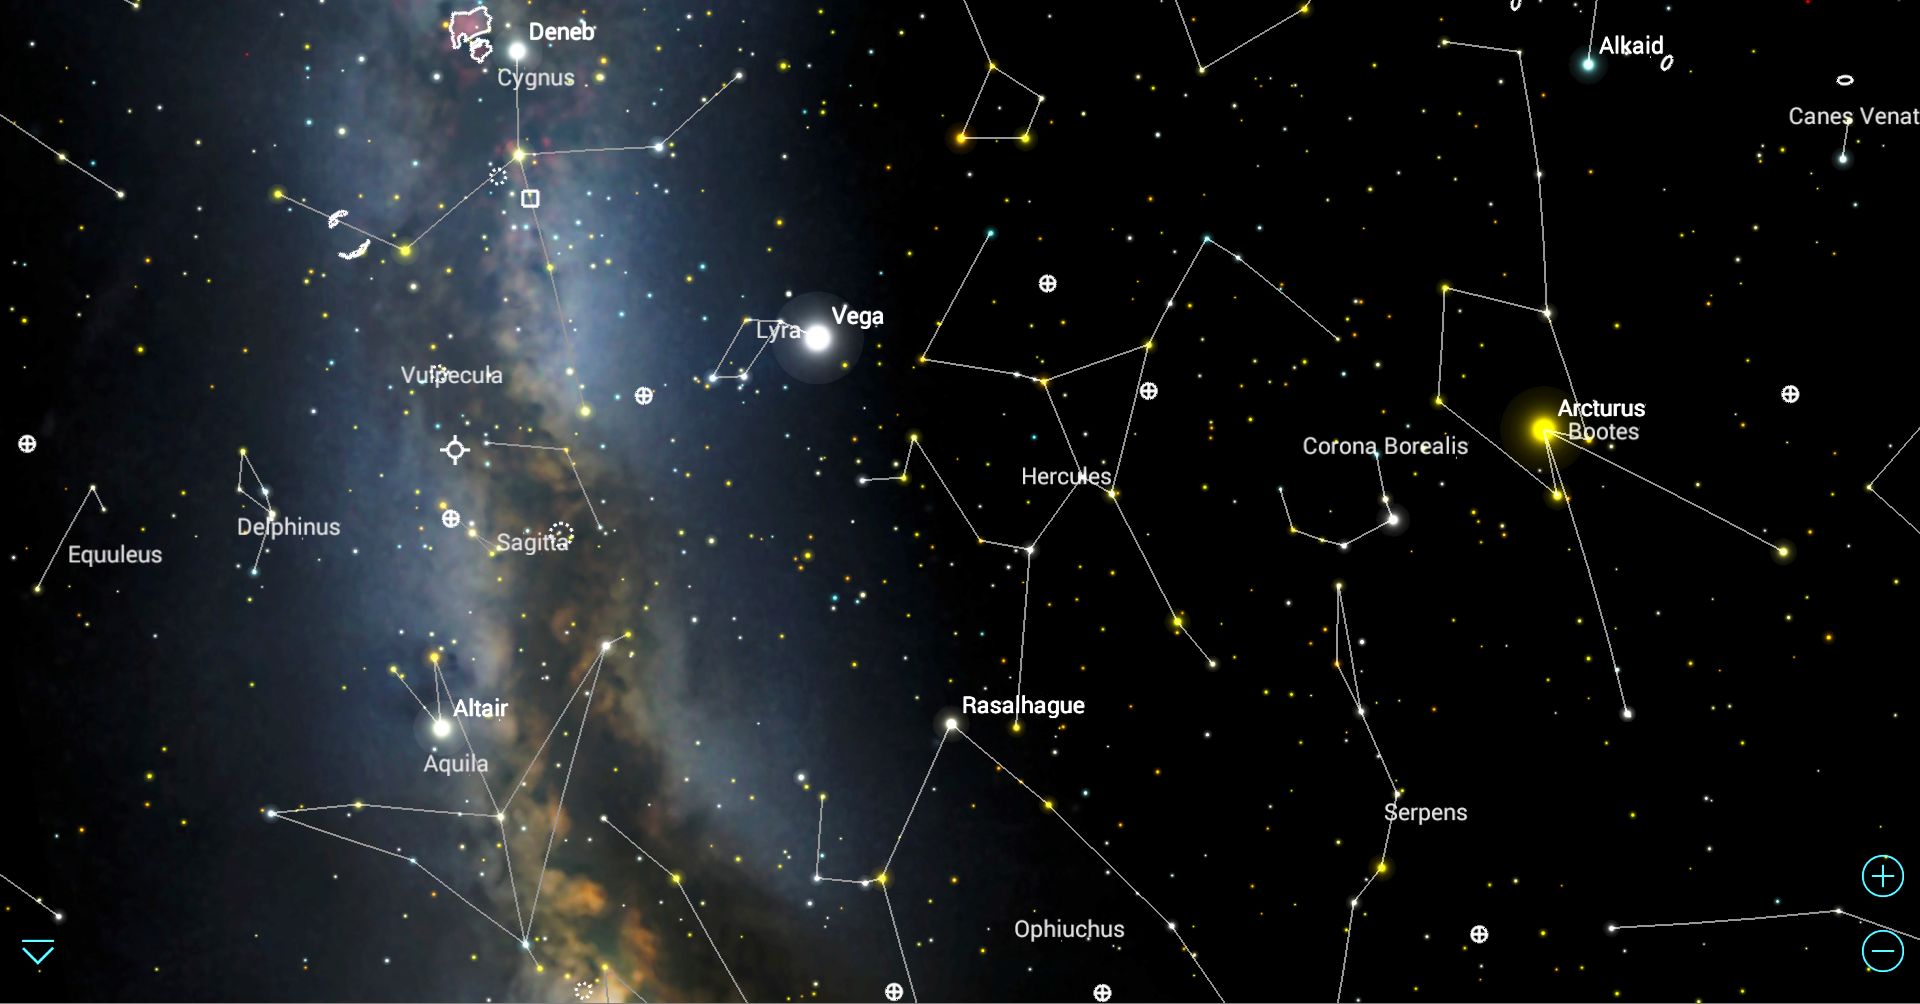 Deneb
Cygnus
Alkaid
Canes Venat
Vega
Lyra
Vulpecula
Arcturus
Bootes
Corona Borealis
Hercules
Delphinus
Sagitta
Equuleus
Altair
Rasalhague
Aquila
Serpens
Ophiuchus